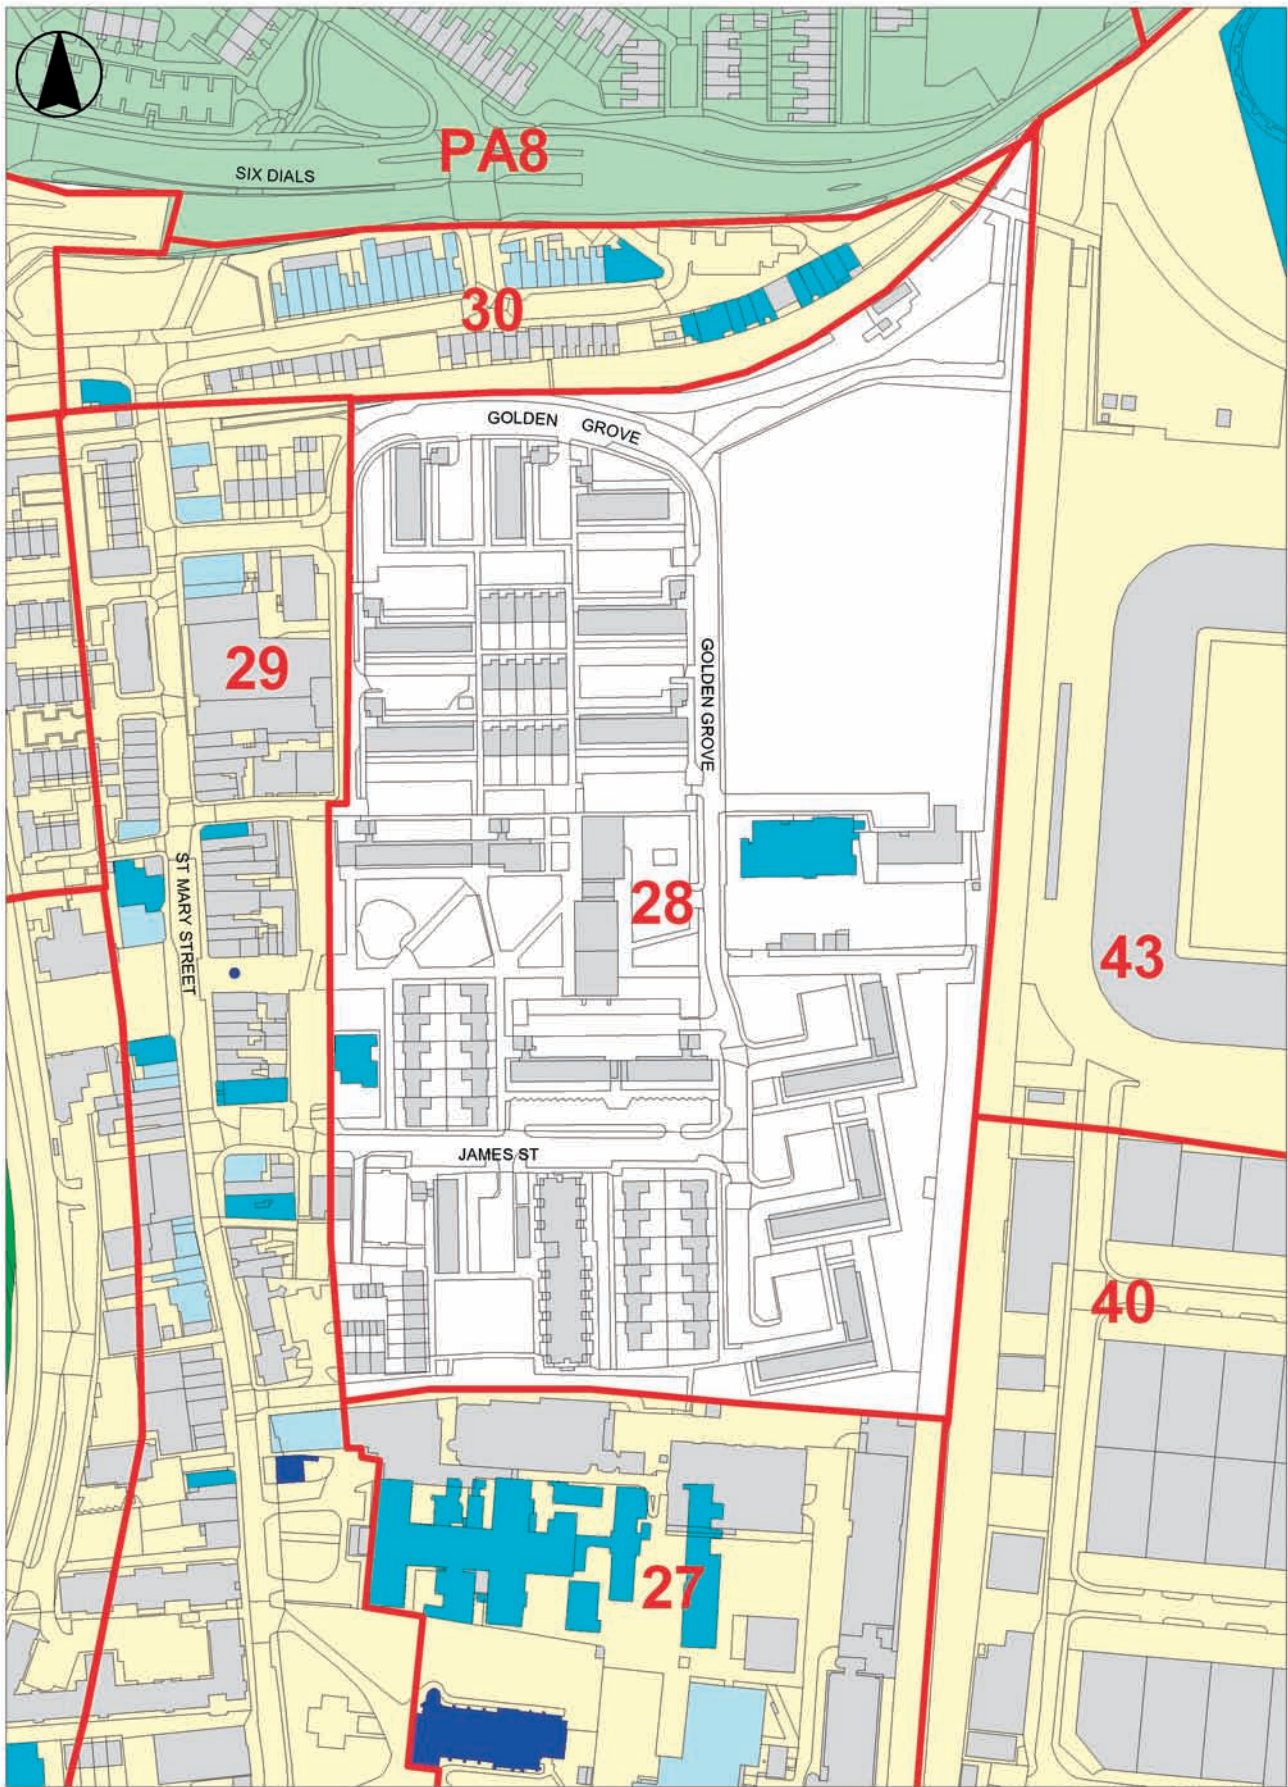 PA8
SIX DIALS
30
GOLDEN GROVE
29
GOLDEN GROVE
ST MARY STREET
28
43
JAMES ST
40
27